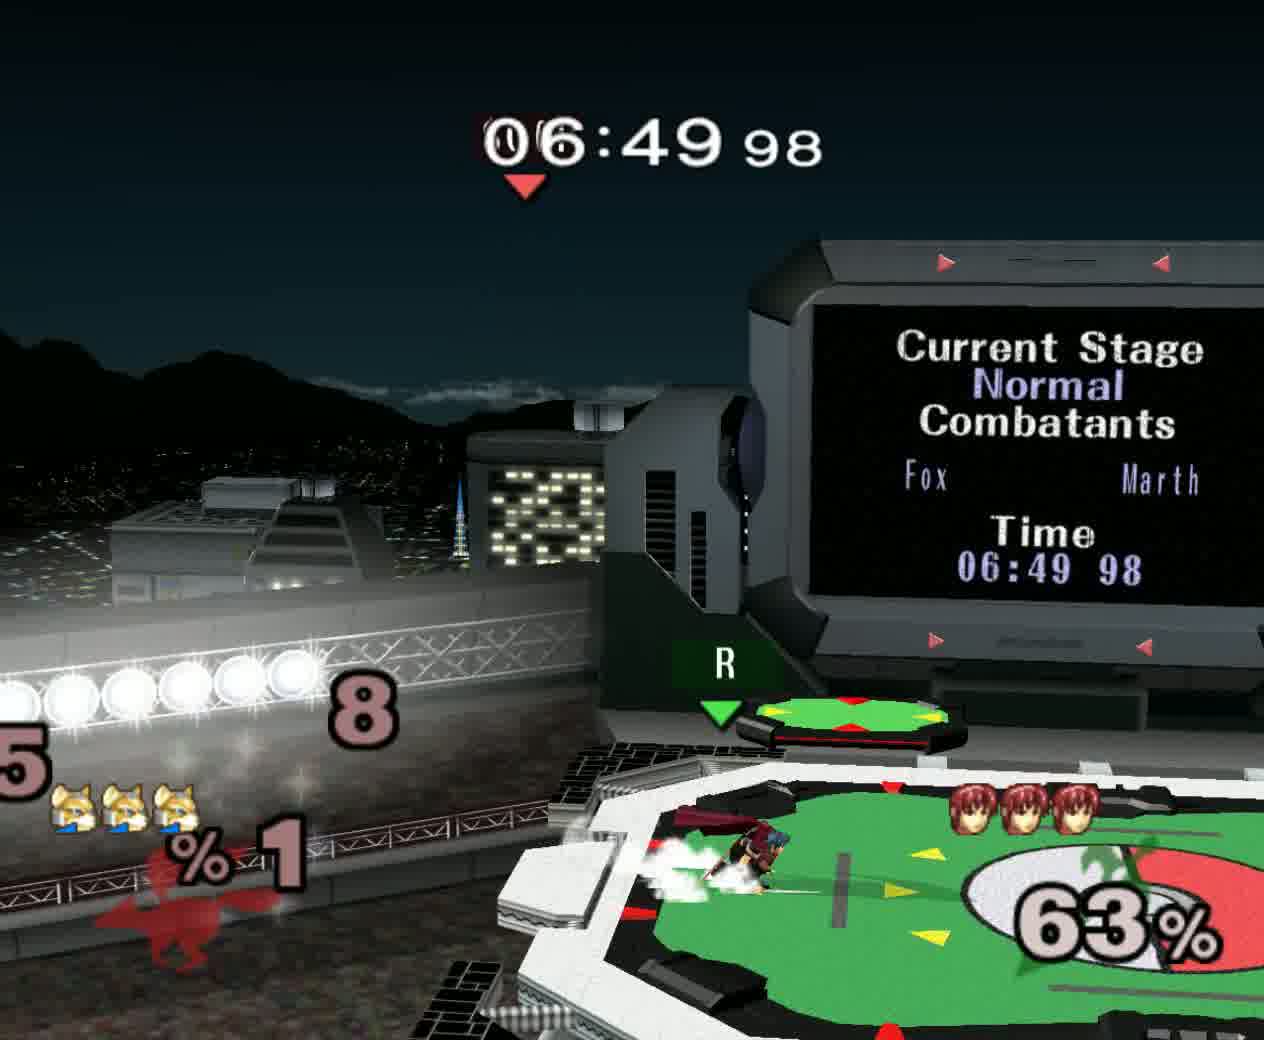 06:49 98
Current Stage
Normal
Combatants
Fox Marth
Time
06:49 98
R
8
5
% 1
63%